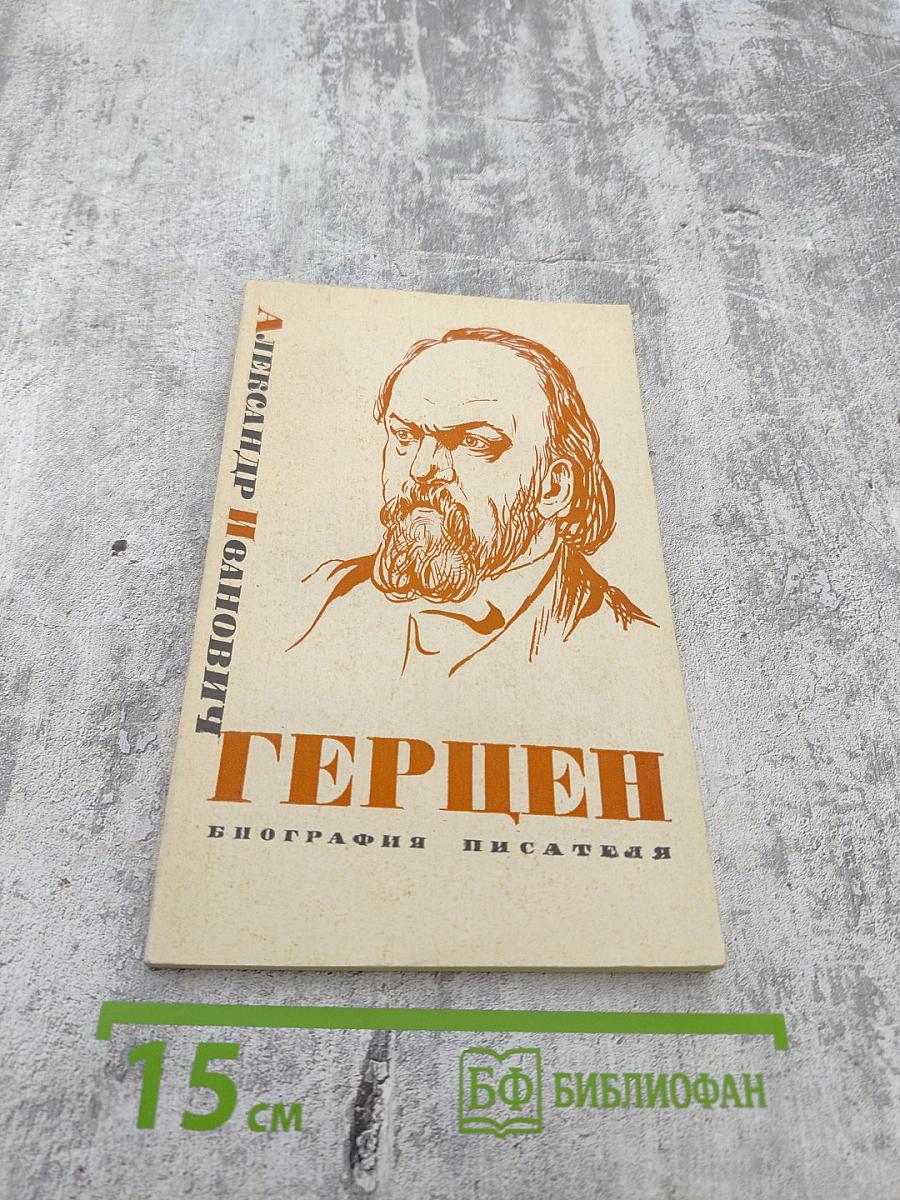 Александр Иванович
ГЕРЦЕН
БИОГРАФИЯ ПИСАТЕЛЯ
15 см
БФ БИБЛИОФАН